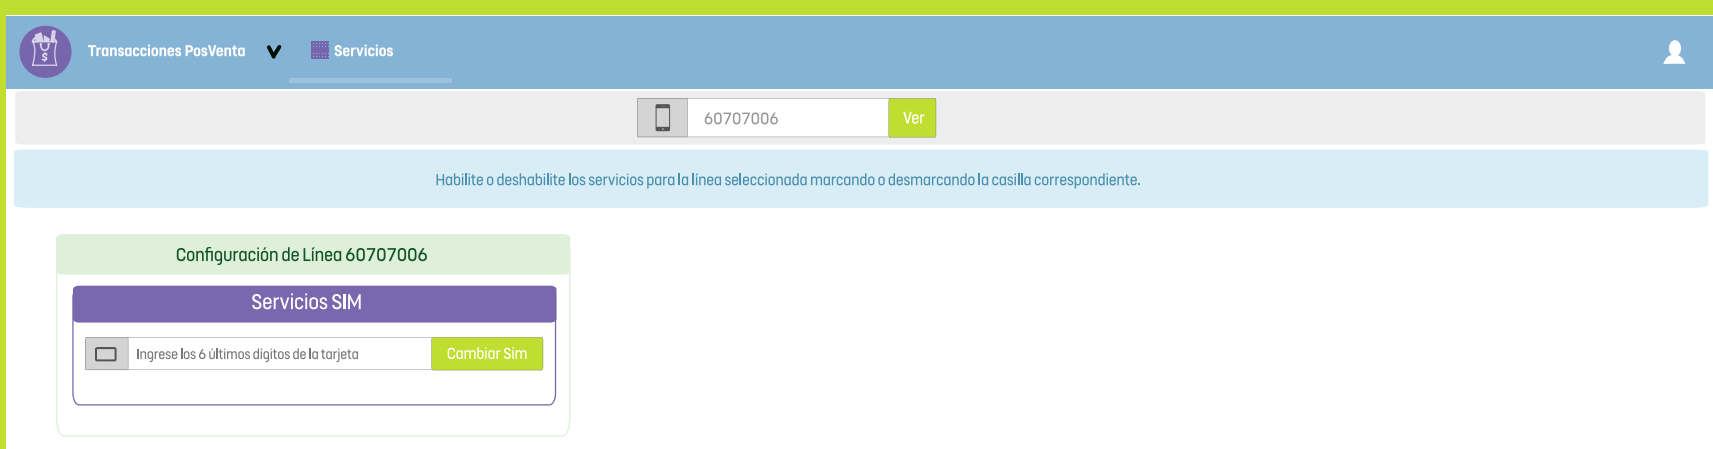 Transacciones PosVenta
Servicios
60707006
Ver
Habilite o deshabilite los servicios para la línea seleccionada marcando o desmarcando la casilla correspondiente.
Configuración de Línea 60707006
Servicios SIM
Ingrese los 6 últimos dígitos de la tarjeta
Cambiar Sim